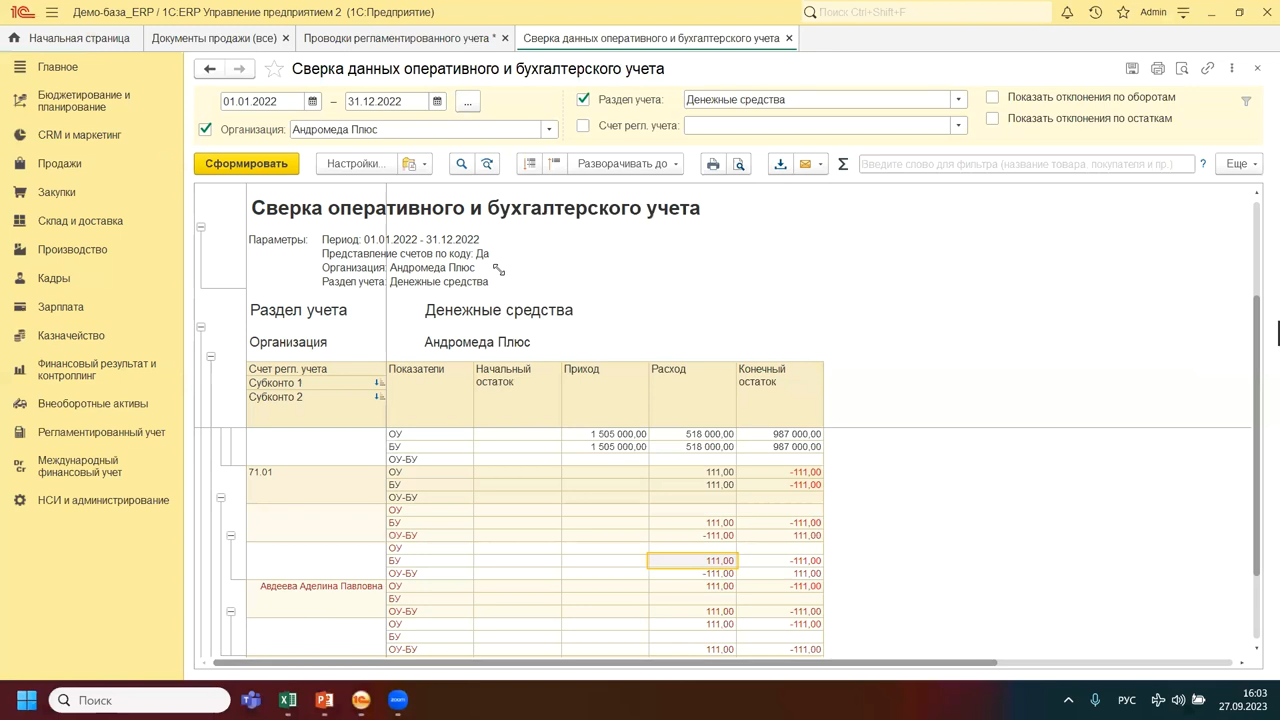 Демо-база_ERP / 1С:ERP Управление предприятием 2 (1С:Предприятие)
Поиск Ctrl+Shift+F
Admin
Начальная страница
Документы продажи (все)
Проводки регламентированного учета *
Сверка данных оперативного и бухгалтерского учета
Главное
Бюджетирование и
планирование
CRM и маркетинг
Продажи
Закупки
Склад и доставка
Производство
Кадры
Зарплата
Казначейство
Финансовый результат и
контроллинг
Внеоборотные активы
Регламентированный учет
Международный
финансовый учет
НСИ и администрирование
Сверка данных оперативного и бухгалтерского учета
01.01.2022 – 31.12.2022 ...
Раздел учета: Денежные средства
Показать отклонения по оборотам
Организация: Андромеда Плюс
Счет регл. учета:
Показать отклонения по остаткам
Сформировать Настройки... Разворачивать до Σ Введите слово для фильтра (название товара, покупателя и пр.) ? Еще
Сверка оперативного и бухгалтерского учета
Параметры: Период: 01.01.2022 - 31.12.2022
Представление счетов по коду: Да
Организация: Андромеда Плюс
Раздел учета: Денежные средства
Раздел учета Денежные средства
Организация Андромеда Плюс
Счет регл. учета Показатели Начальный остаток Приход Расход Конечный остаток
Субконто 1
Субконто 2
ОУ 1 505 000,00 518 000,00 987 000,00
БУ 1 505 000,00 518 000,00 987 000,00
ОУ-БУ
71.01 ОУ 111,00 -111,00
БУ 111,00 -111,00
ОУ-БУ
ОУ
БУ 111,00 -111,00
ОУ-БУ -111,00 111,00
ОУ
БУ 111,00 -111,00
ОУ-БУ -111,00 111,00
Авдеева Аделина Павловна ОУ 111,00 -111,00
БУ
ОУ-БУ 111,00 -111,00
ОУ 111,00 -111,00
БУ
ОУ-БУ 111,00 -111,00
Поиск
zoom
РУС
16:03
27.09.2023